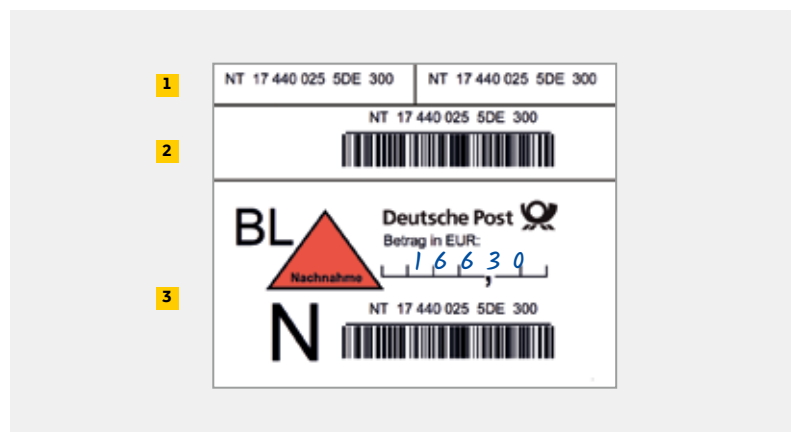 1
NT 17 440 025 5DE 300 NT 17 440 025 5DE 300
NT 17 440 025 5DE 300
2
BL
Nachnahme
Deutsche Post
Betrag in EUR:
166,30
3
N
NT 17 440 025 5DE 300